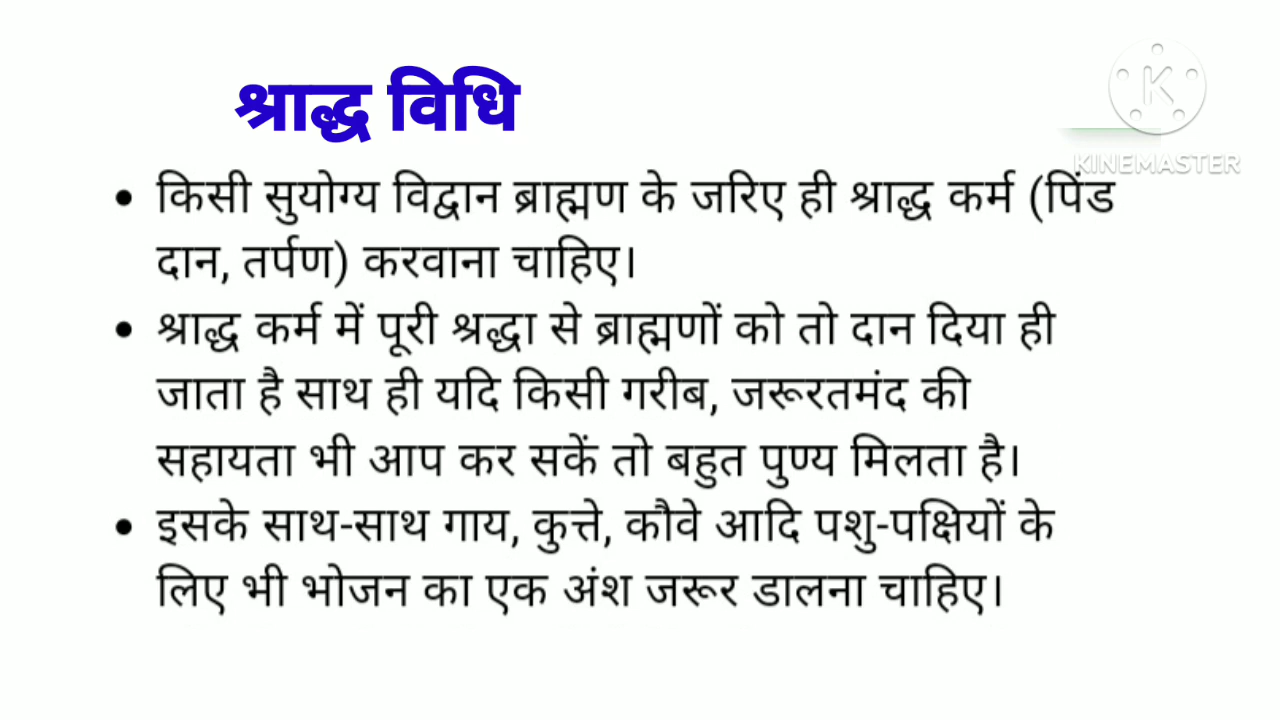 श्राद्ध विधि
KINEMASTER
• किसी सुयोग्य विद्वान ब्राह्मण के जरिए ही श्राद्ध कर्म (पिंड
दान, तर्पण) करवाना चाहिए।
• श्राद्ध कर्म में पूरी श्रद्धा से ब्राह्मणों को तो दान दिया ही
जाता है साथ ही यदि किसी गरीब, जरूरतमंद की
सहायता भी आप कर सकें तो बहुत पुण्य मिलता है।
• इसके साथ-साथ गाय, कुत्ते, कौवे आदि पशु-पक्षियों के
लिए भी भोजन का एक अंश जरूर डालना चाहिए।